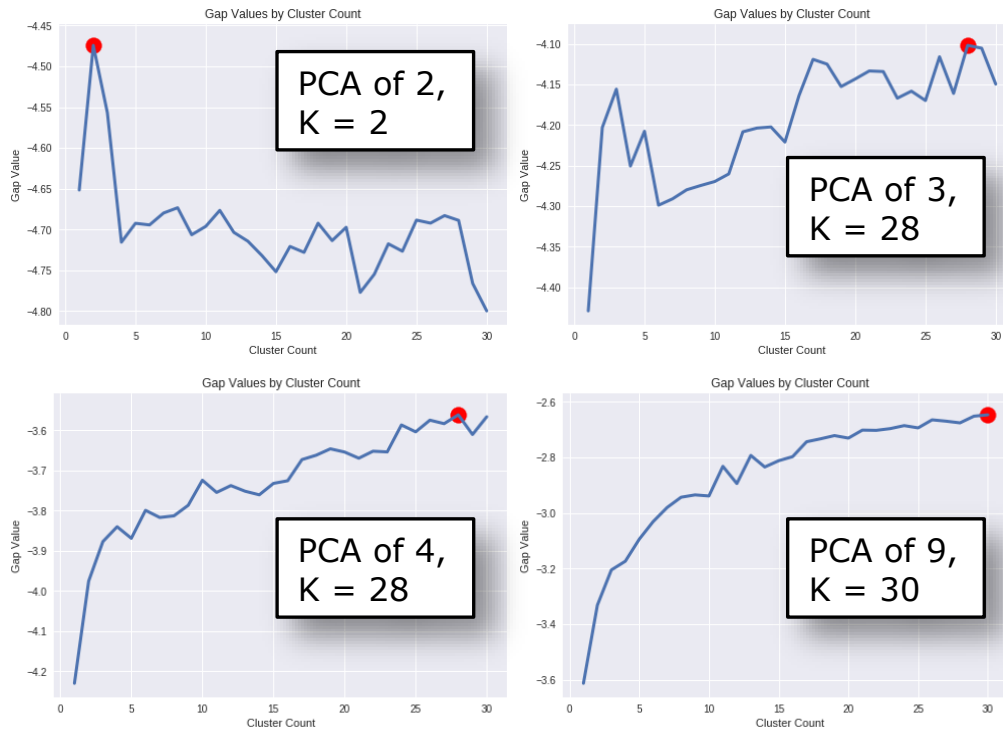 Gap Values by Cluster Count
−4.45
−4.50
−4.55
−4.60
−4.65
−4.70
−4.75
−4.80
Gap Value
PCA of 2,
K = 2
0 5 10 15 20 25 30
Cluster Count
Gap Values by Cluster Count
−4.10
−4.15
−4.20
−4.25
−4.30
−4.35
−4.40
Gap Value
PCA of 3,
K = 28
0 5 10 15 20 25 30
Cluster Count
Gap Values by Cluster Count
−3.6
−3.7
−3.8
−3.9
−4.0
−4.1
−4.2
Gap Value
PCA of 4,
K = 28
0 5 10 15 20 25 30
Cluster Count
Gap Values by Cluster Count
−2.6
−2.8
−3.0
−3.2
−3.4
−3.6
Gap Value
PCA of 9,
K = 30
0 5 10 15 20 25 30
Cluster Count